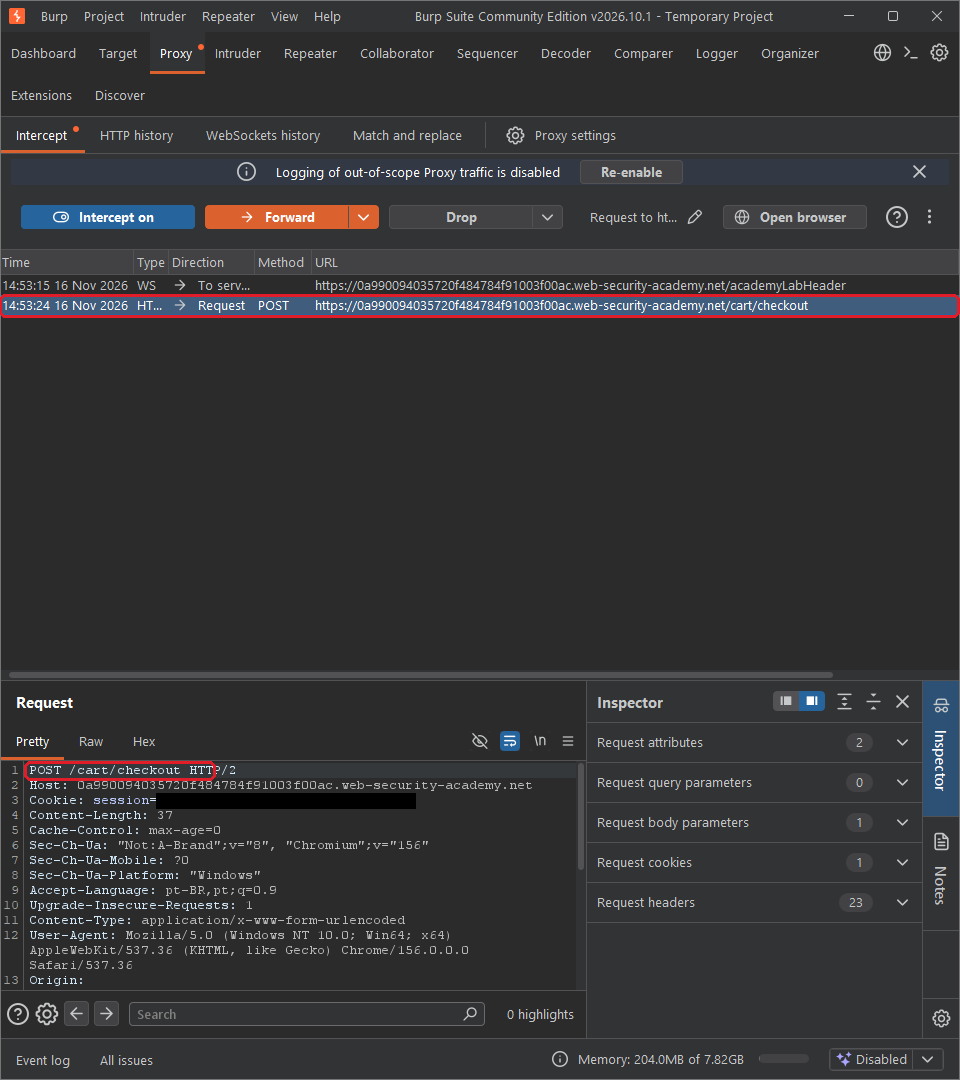 Burp Project Intruder Repeater View Help Burp Suite Community Edition v2026.10.1 - Temporary Project
Dashboard Target Proxy Intruder Repeater Collaborator Sequencer Decoder Comparer Logger Organizer
Extensions Discover
Intercept HTTP history WebSockets history Match and replace Proxy settings
Logging of out-of-scope Proxy traffic is disabled Re-enable
Intercept on Forward Drop Request to ht... Open browser
Time Type Direction Method URL
14:53:15 16 Nov 2026 WS → To serv... https://0a990094035720f484784f91003f00ac.web-security-academy.net/academyLabHeader
14:53:24 16 Nov 2026 HT... → Request POST https://0a990094035720f484784f91003f00ac.web-security-academy.net/cart/checkout
Request
Pretty Raw Hex \n
1 POST /cart/checkout HTTP/2
2 Host: 0a990094035720f484784f91003f00ac.web-security-academy.net
3 Cookie: session=
4 Content-Length: 37
5 Cache-Control: max-age=0
6 Sec-Ch-Ua: "Not:A-Brand";v="8", "Chromium";v="156"
7 Sec-Ch-Ua-Mobile: ?0
8 Sec-Ch-Ua-Platform: "Windows"
9 Accept-Language: pt-BR,pt;q=0.9
10 Upgrade-Insecure-Requests: 1
11 Content-Type: application/x-www-form-urlencoded
12 User-Agent: Mozilla/5.0 (Windows NT 10.0; Win64; x64)
AppleWebKit/537.36 (KHTML, like Gecko) Chrome/156.0.0.0
Safari/537.36
13 Origin:
Search 0 highlights
Inspector
Request attributes 2
Request query parameters 0
Request body parameters 1
Request cookies 1
Request headers 23
Inspector
Notes
Event log All issues Memory: 204.0MB of 7.82GB Disabled